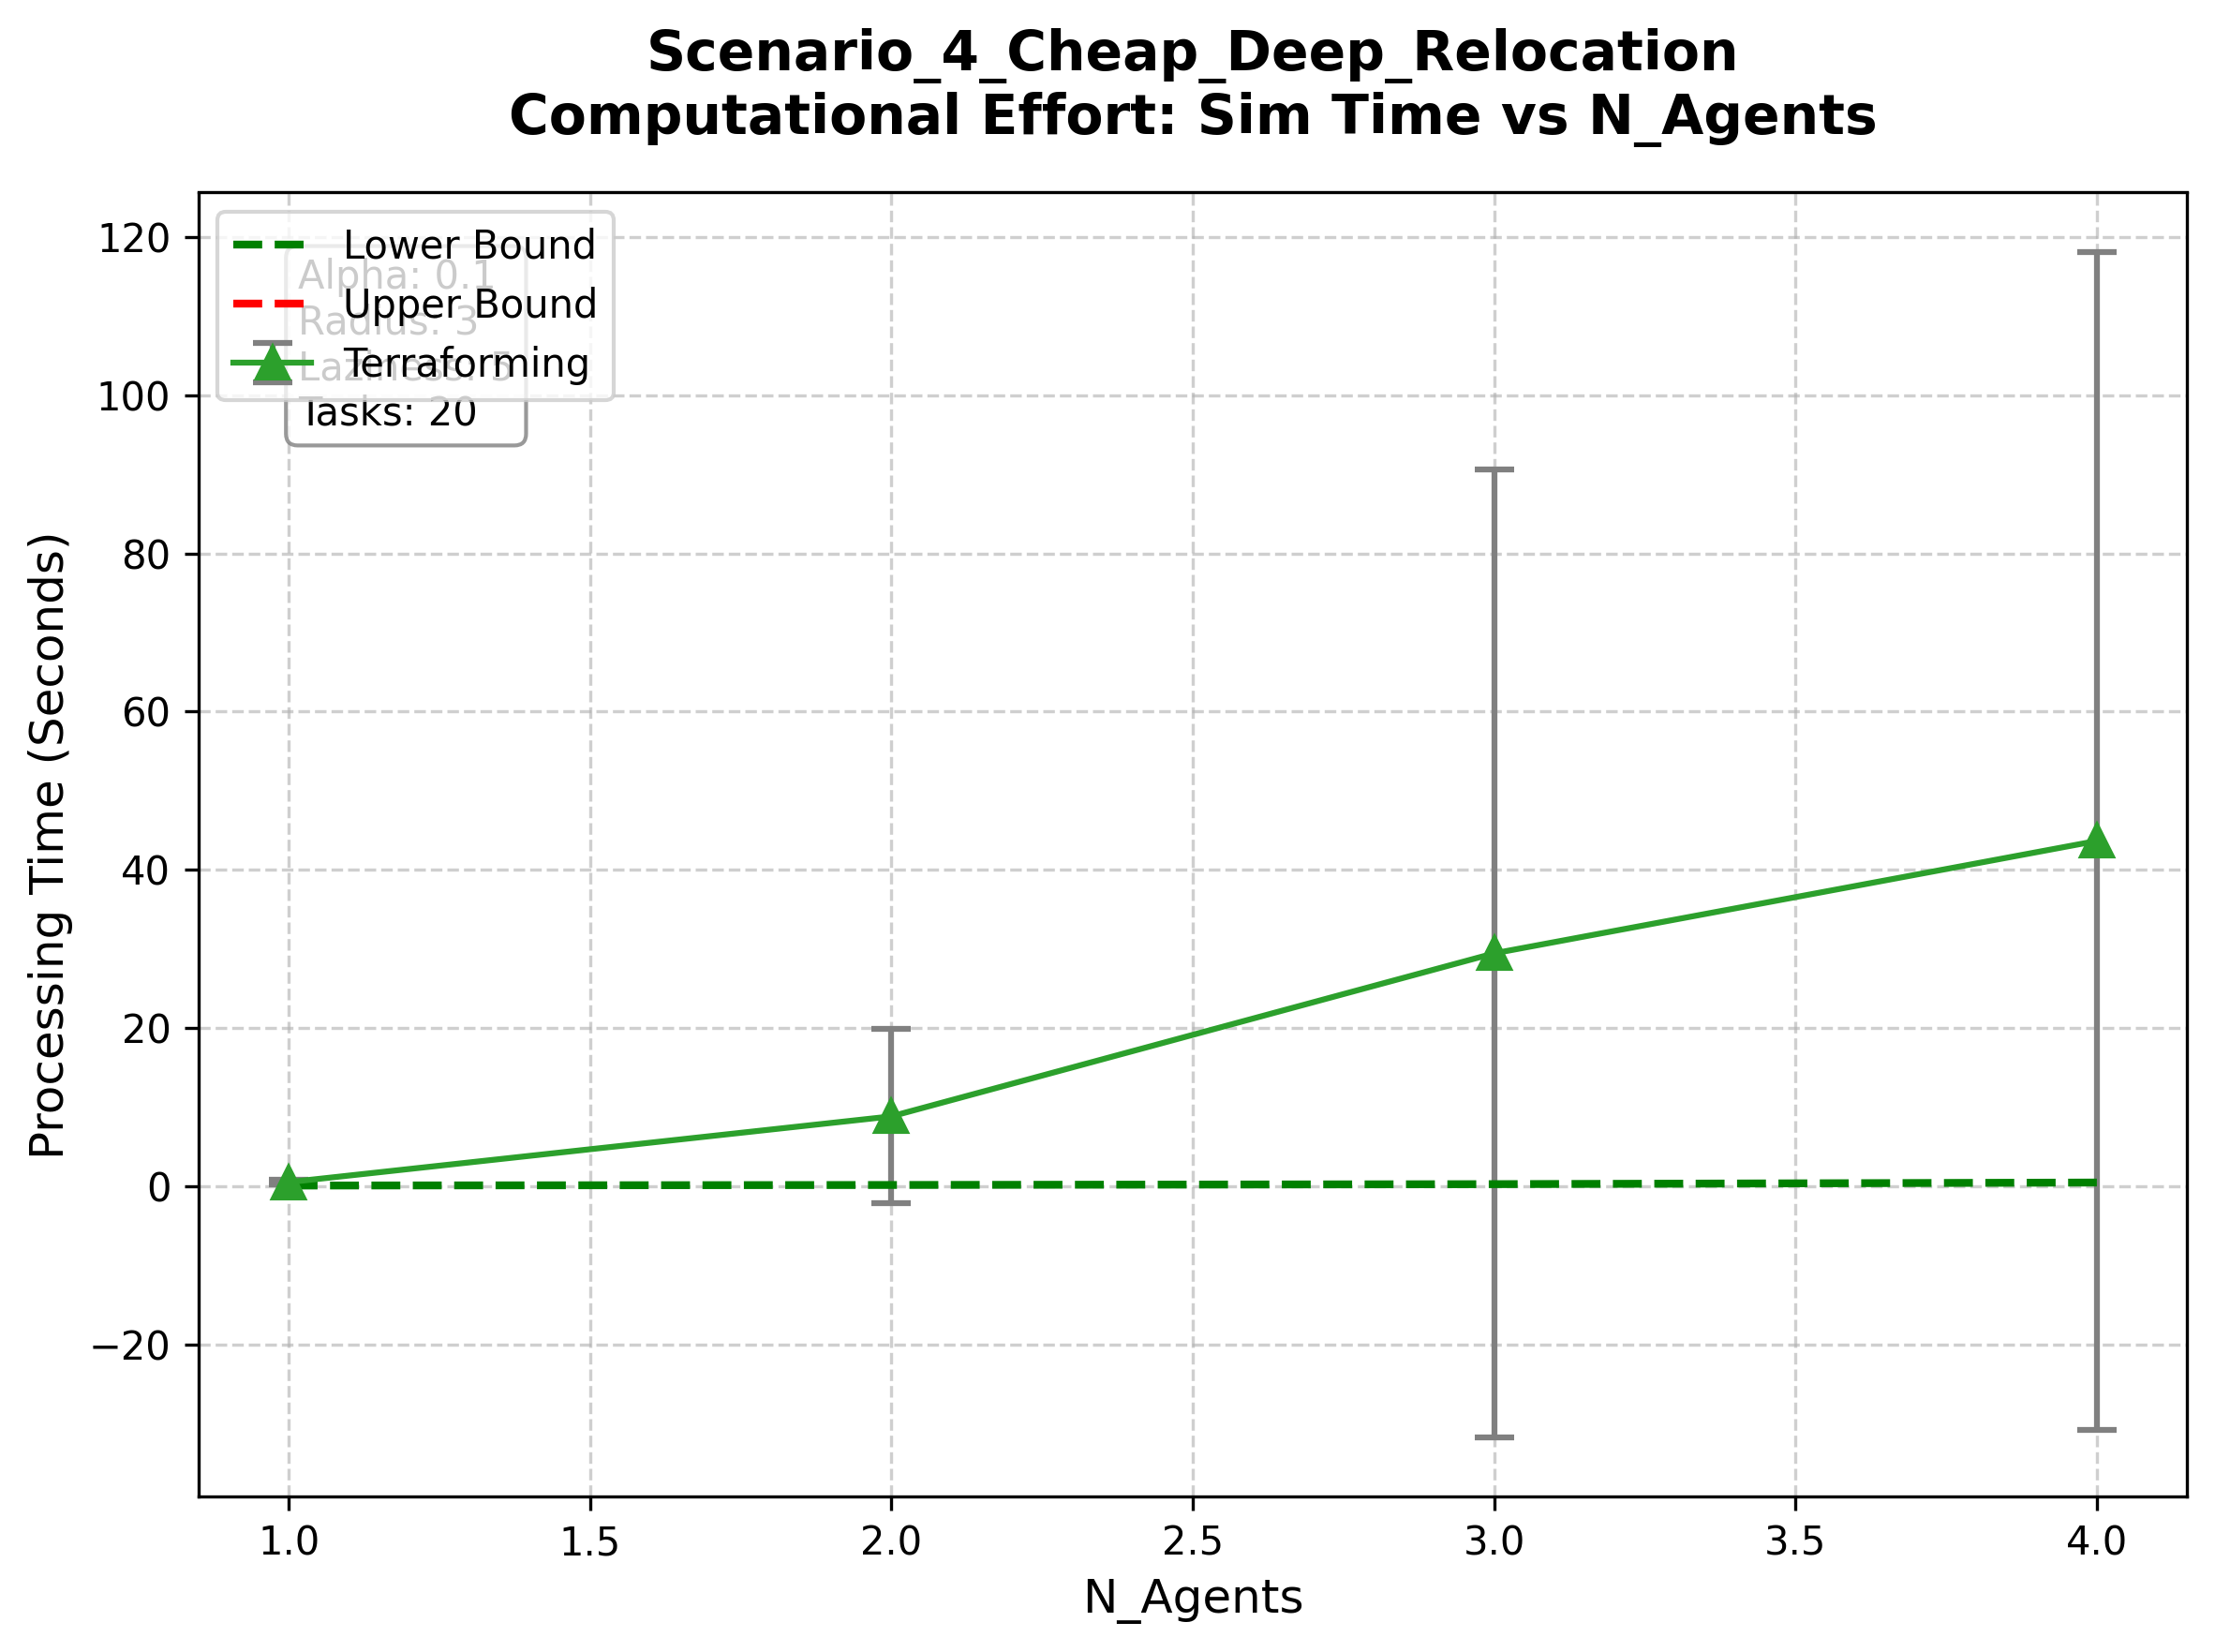 Scenario_4_Cheap_Deep_Relocation
Computational Effort: Sim Time vs N_Agents
Lower Bound
Upper Bound
Terraforming
Alpha: 0.1
Radius: 3
Laziness: 5
Tasks: 20
Processing Time (Seconds)
120
100
80
60
40
20
0
−20
1.0 1.5 2.0 2.5 3.0 3.5 4.0
N_Agents